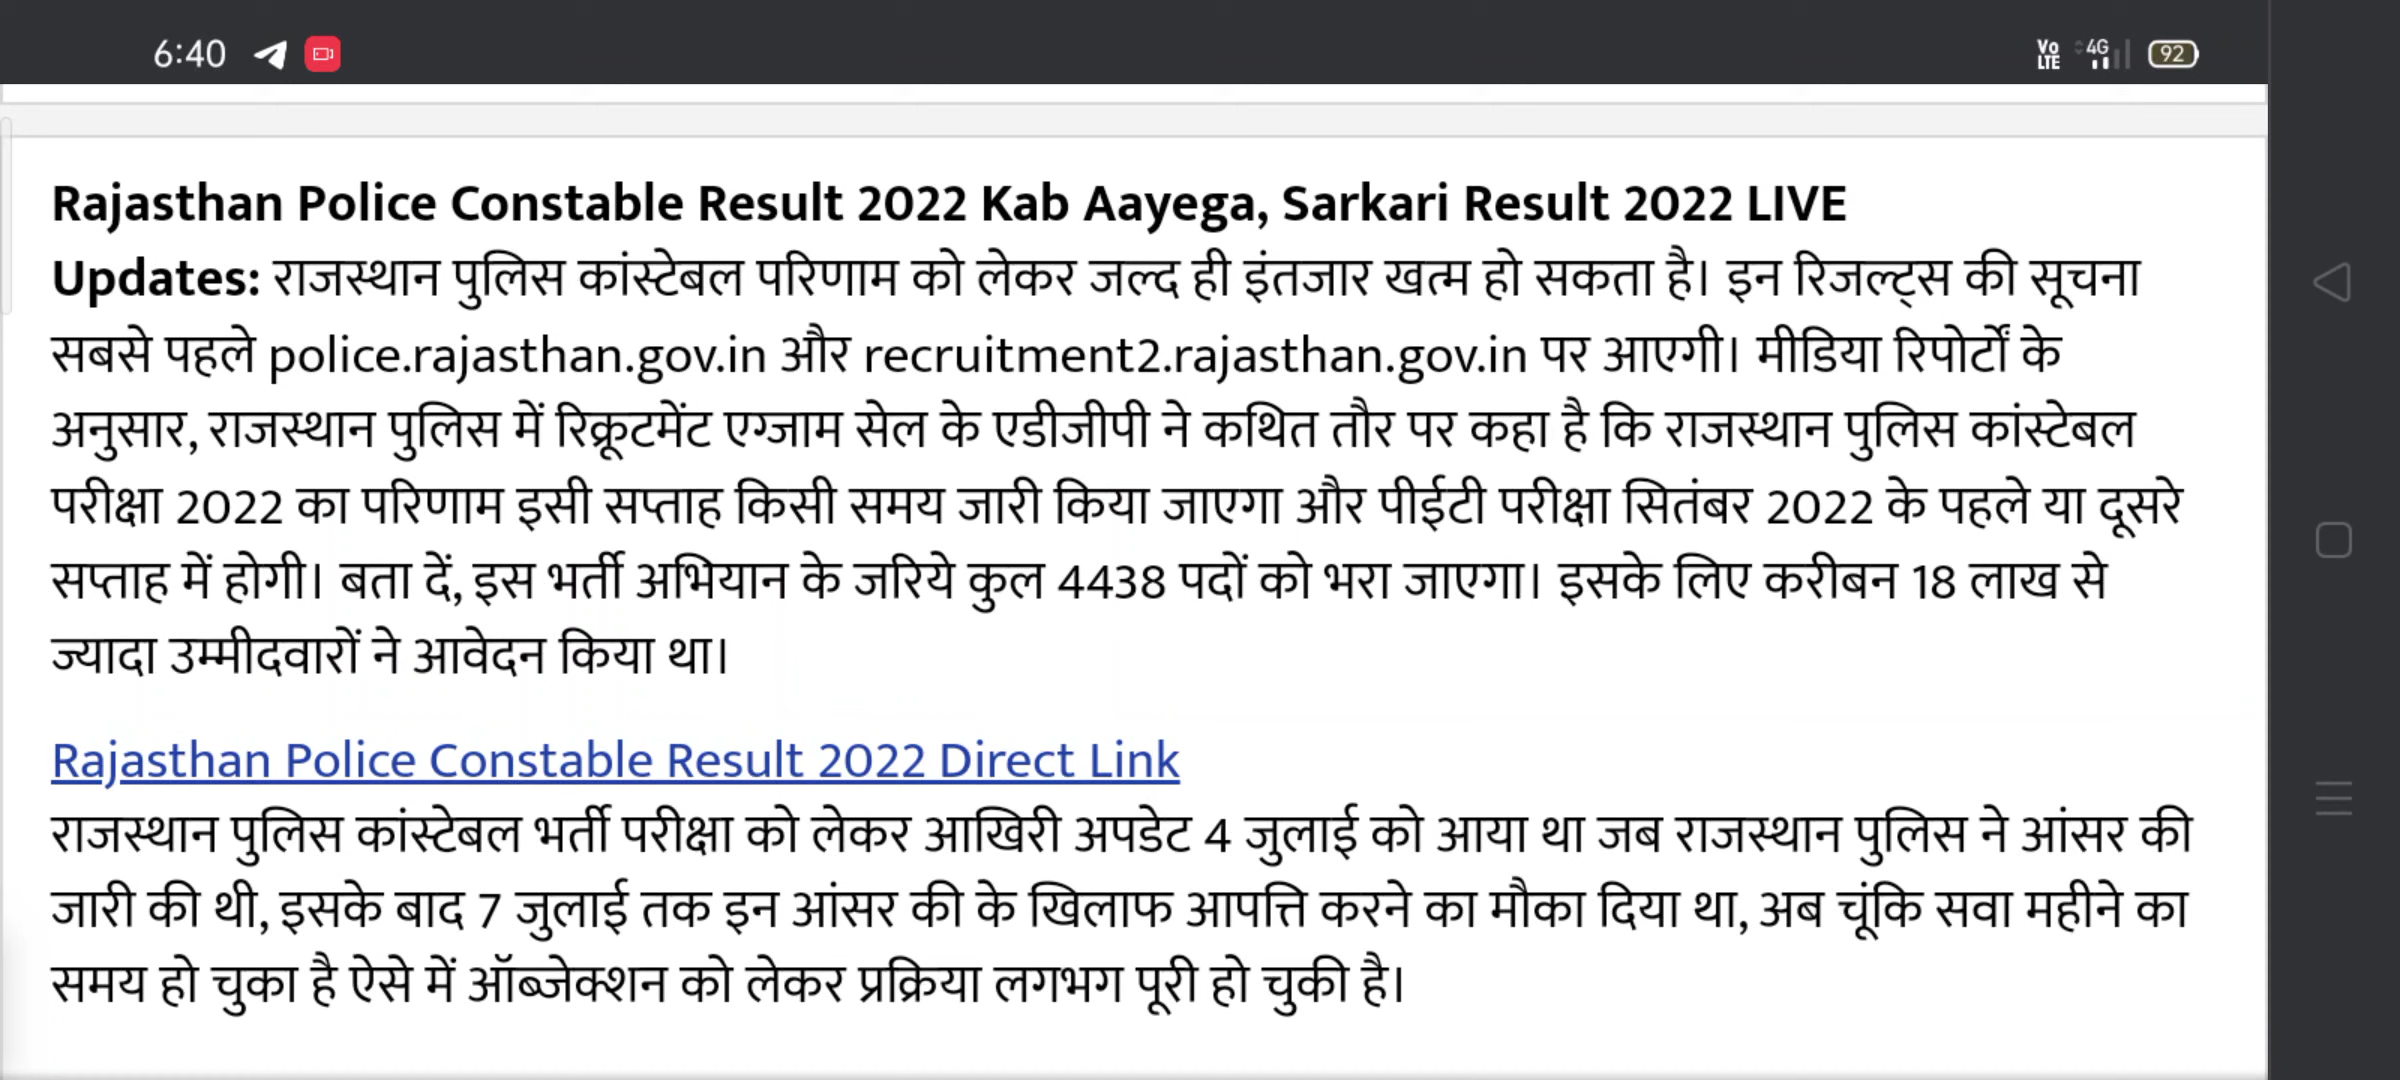 6:40
Vo LTE 4G 92
Rajasthan Police Constable Result 2022 Kab Aayega, Sarkari Result 2022 LIVE
Updates: राजस्थान पुलिस कांस्टेबल परिणाम को लेकर जल्द ही इंतजार खत्म हो सकता है। इन रिजल्ट्स की सूचना
सबसे पहले police.rajasthan.gov.in और recruitment2.rajasthan.gov.in पर आएगी। मीडिया रिपोर्टों के
अनुसार, राजस्थान पुलिस में रिक्रूटमेंट एग्जाम सेल के एडीजीपी ने कथित तौर पर कहा है कि राजस्थान पुलिस कांस्टेबल
परीक्षा 2022 का परिणाम इसी सप्ताह किसी समय जारी किया जाएगा और पीईटी परीक्षा सितंबर 2022 के पहले या दूसरे
सप्ताह में होगी। बता दें, इस भर्ती अभियान के जरिये कुल 4438 पदों को भरा जाएगा। इसके लिए करीबन 18 लाख से
ज्यादा उम्मीदवारों ने आवेदन किया था।
Rajasthan Police Constable Result 2022 Direct Link
राजस्थान पुलिस कांस्टेबल भर्ती परीक्षा को लेकर आखिरी अपडेट 4 जुलाई को आया था जब राजस्थान पुलिस ने आंसर की
जारी की थी, इसके बाद 7 जुलाई तक इन आंसर की के खिलाफ आपत्ति करने का मौका दिया था, अब चूंकि सवा महीने का
समय हो चुका है ऐसे में ऑब्जेक्शन को लेकर प्रक्रिया लगभग पूरी हो चुकी है।